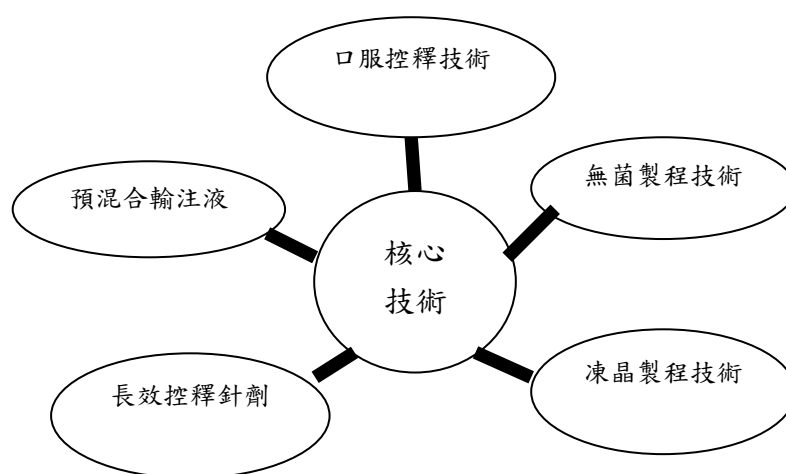 口服控釋技術
預混合輸注液
無菌製程技術
核心
技術
長效控釋針劑
凍晶製程技術